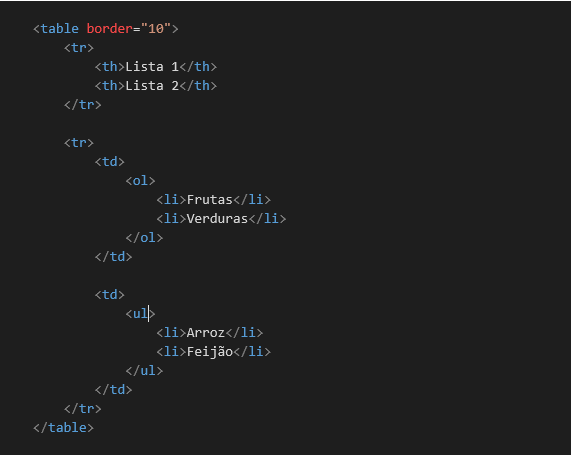 <table border="10">
<tr>
<th>Lista 1</th>
<th>Lista 2</th>
</tr>
<tr>
<td>
<ol>
<li>Frutas</li>
<li>Verduras</li>
</ol>
</td>
<td>
<ul>
<li>Arroz</li>
<li>Feijão</li>
</ul>
</td>
</tr>
</table>